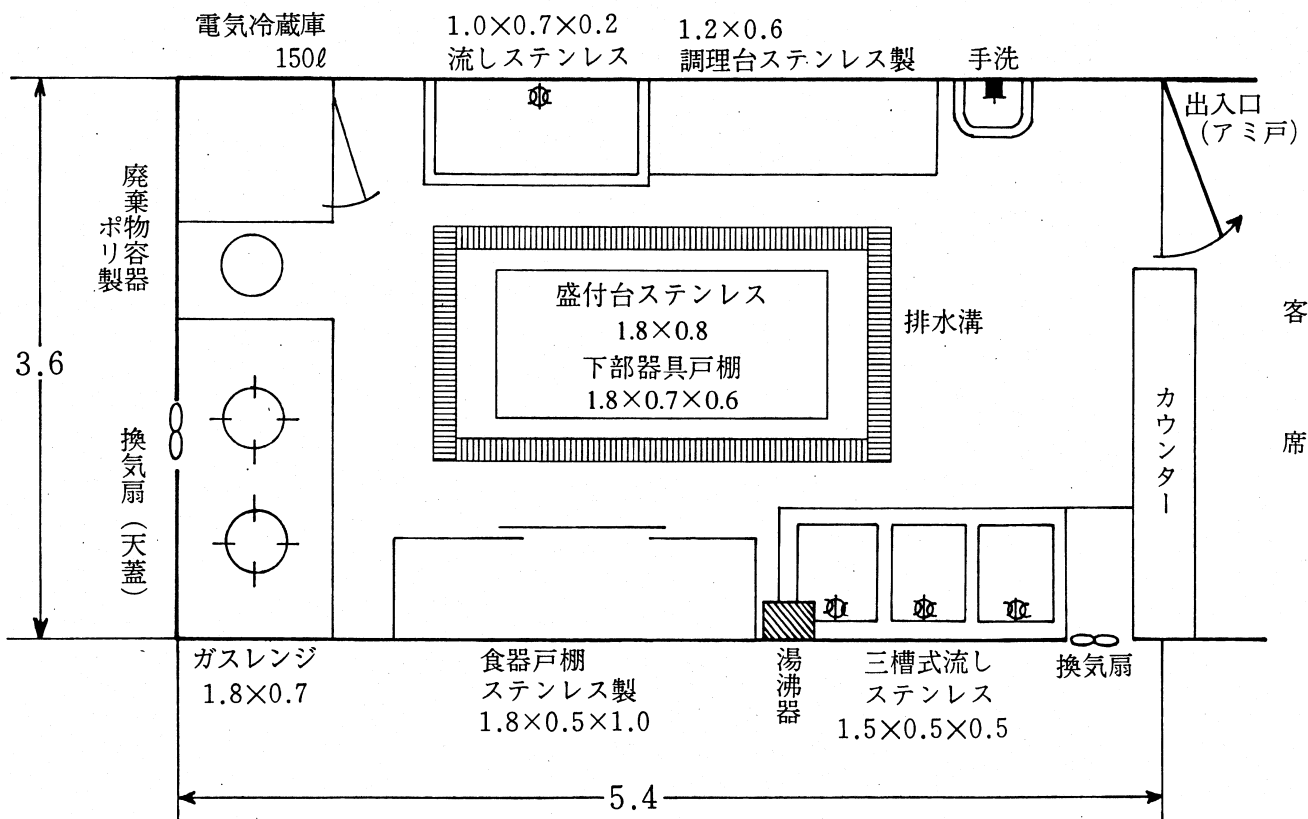 電気冷蔵庫
150ℓ
1.0×0.7×0.2
流しステンレス
1.2×0.6
調理台ステンレス製
手洗
出入口
（アミ戸）
廃棄物容器
ポリ製
盛付台ステンレス
1.8×0.8
下部器具戸棚
1.8×0.7×0.6
排水溝
客席
3.6
カウンター
換気扇（天蓋）
ガスレンジ
1.8×0.7
食器戸棚
ステンレス製
1.8×0.5×1.0
湯沸器
三槽式流し
ステンレス
1.5×0.5×0.5
換気扇
5.4